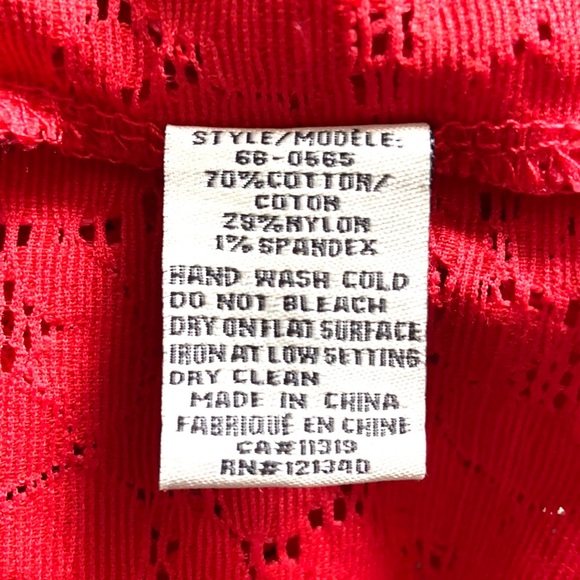 STYLE/MODÈLE:
66-0565
70%COTTON/
COTON
29%NYLON
1% SPANDEX
HAND WASH COLD
DO NOT BLEACH
DRY ON FLAT SURFACE
IRON AT LOW SETTING
DRY CLEAN
MADE IN CHINA
FABRIQUÉ EN CHINE
CA#11319
RN#121340